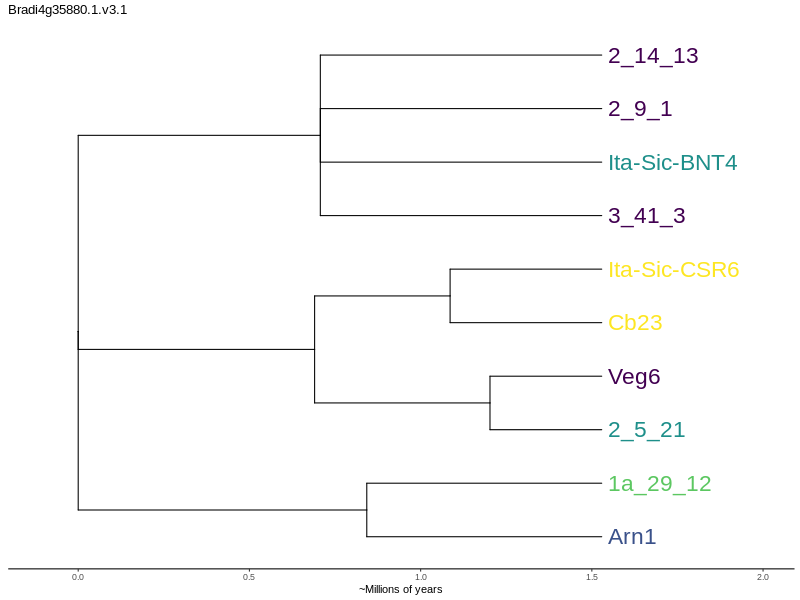 Bradi4g35880.1.v3.1
2_14_13
2_9_1
Ita-Sic-BNT4
3_41_3
Ita-Sic-CSR6
Cb23
Veg6
2_5_21
1a_29_12
Arn1
0.0 0.5 1.0 1.5 2.0
~Millions of years